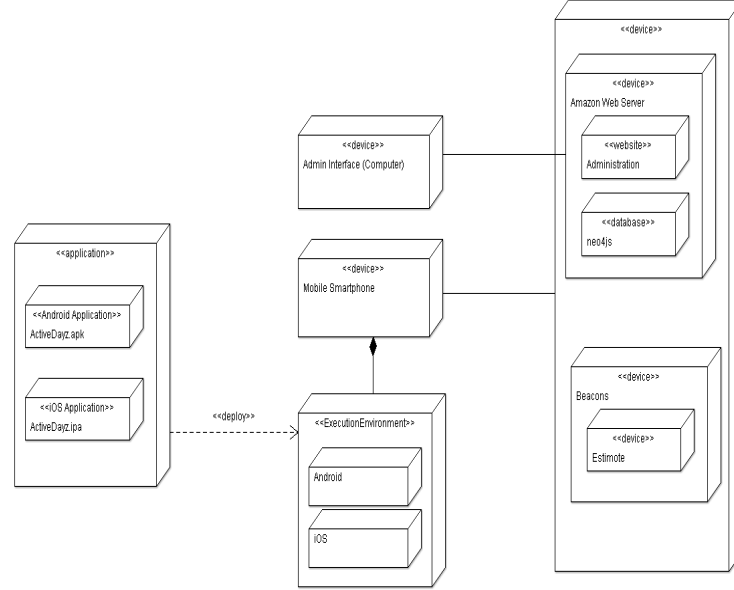 <<device>>
<<device>>
Amazon Web Server
<<website>>
Administration
<<database>>
neo4js
<<device>>
Admin Interface (Computer)
<<device>>
Mobile Smartphone
<<application>>
<<Android Application>>
ActiveDayz.apk
<<iOS Application>>
ActiveDayz.ipa
<<deploy>>
<<ExecutionEnvironment>>
Android
iOS
<<device>>
Beacons
<<device>>
Estimote